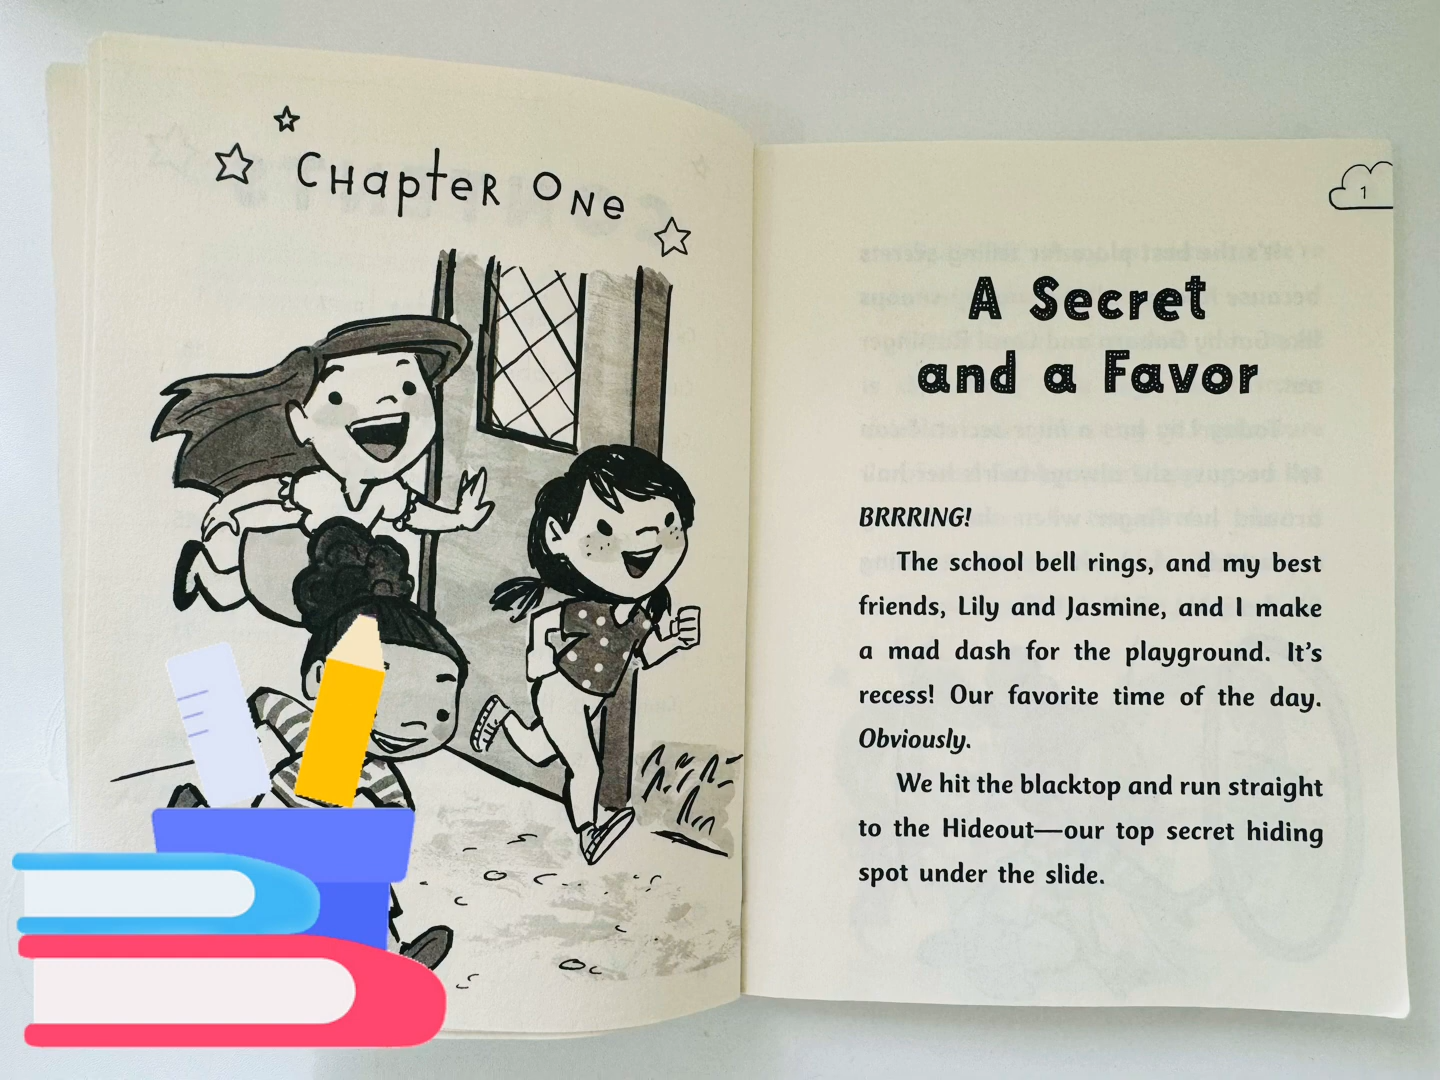 Chapter One
1
A Secret
and a Favor
BRRRING!
The school bell rings, and my best
friends, Lily and Jasmine, and I make
a mad dash for the playground. It's
recess! Our favorite time of the day.
Obviously.
We hit the blacktop and run straight
to the Hideout—our top secret hiding
spot under the slide.